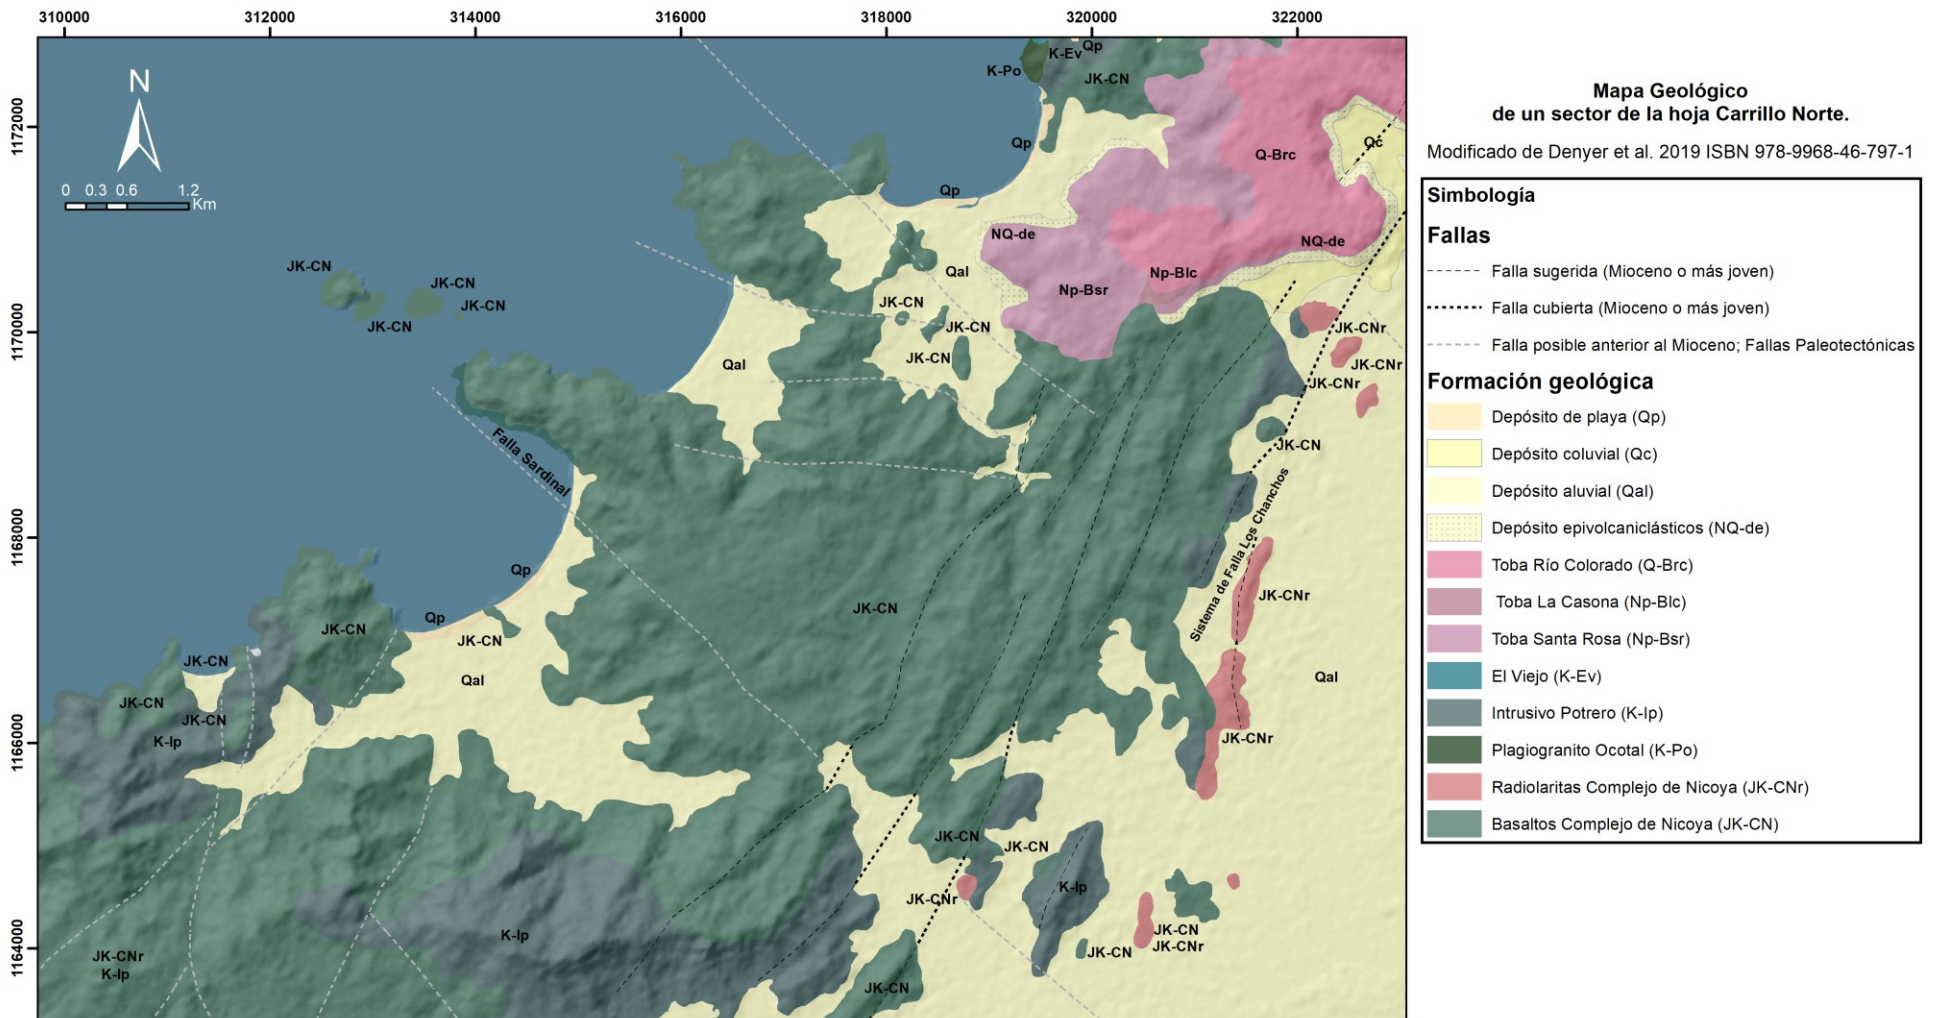 310000 312000 314000 316000 318000 320000 322000
1172000
1170000
1168000
1166000
1164000
N
0 0.3 0.6 1.2
Km
K-Ev
Qp
K-Po
JK-CN
Qp
Qc
Q-Brc
Qp
NQ-de
NQ-de
JK-CN
Qal
Np-Blc
JK-CN
Np-Bsr
JK-CN
JK-CN
JK-CN
JK-CN
JK-CN
JK-CNr
JK-CN
Qal
JK-CNr
JK-CNr
Falla Sardinal
JK-CN
Sistema de Falla Los Chanchos
Qp
JK-CN
JK-CNr
Qp
JK-CN
JK-CN
JK-CN
Qal
Qal
JK-CN
JK-CN
K-Ip
JK-CNr
JK-CN
JK-CN
K-Ip
JK-CNr
K-Ip
JK-CN
JK-CNr
JK-CN
JK-CNr
K-Ip
JK-CN
Mapa Geológico
de un sector de la hoja Carrillo Norte.
Modificado de Denyer et al. 2019 ISBN 978-9968-46-797-1
Simbología
Fallas
Falla sugerida (Mioceno o más joven)
Falla cubierta (Mioceno o más joven)
Falla posible anterior al Mioceno; Fallas Paleotectónicas
Formación geológica
Depósito de playa (Qp)
Depósito coluvial (Qc)
Depósito aluvial (Qal)
Depósito epivolcaniclásticos (NQ-de)
Toba Río Colorado (Q-Brc)
Toba La Casona (Np-Blc)
Toba Santa Rosa (Np-Bsr)
El Viejo (K-Ev)
Intrusivo Potrero (K-Ip)
Plagiogranito Ocotal (K-Po)
Radiolaritas Complejo de Nicoya (JK-CNr)
Basaltos Complejo de Nicoya (JK-CN)